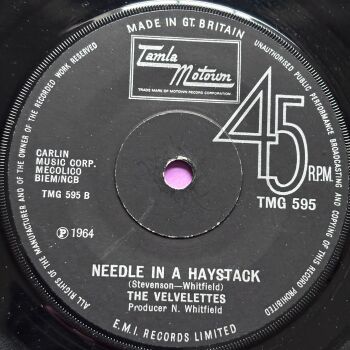 MADE IN GT. BRITAIN
UNAUTHORISED PUBLIC PERFORMANCE BROADCASTING AND COPYING OF THIS RECORD PROHIBITED
ALL RIGHTS OF THE MANUFACTURER AND OF THE OWNER OF THE RECORDED WORK RESERVED
Tamla
Motown
TRADE MARK OF MOTOWN RECORD CORPORATION
45
R.P.M.
CARLIN
MUSIC CORP.
MECOLICO
BIEM/NCB
TMG 595 B
TMG 595
Ⓟ 1964
NEEDLE IN A HAYSTACK
(Stevenson—Whitfield)
THE VELVELETTES
Producer N. Whitfield
E.M.I. RECORDS LIMITED